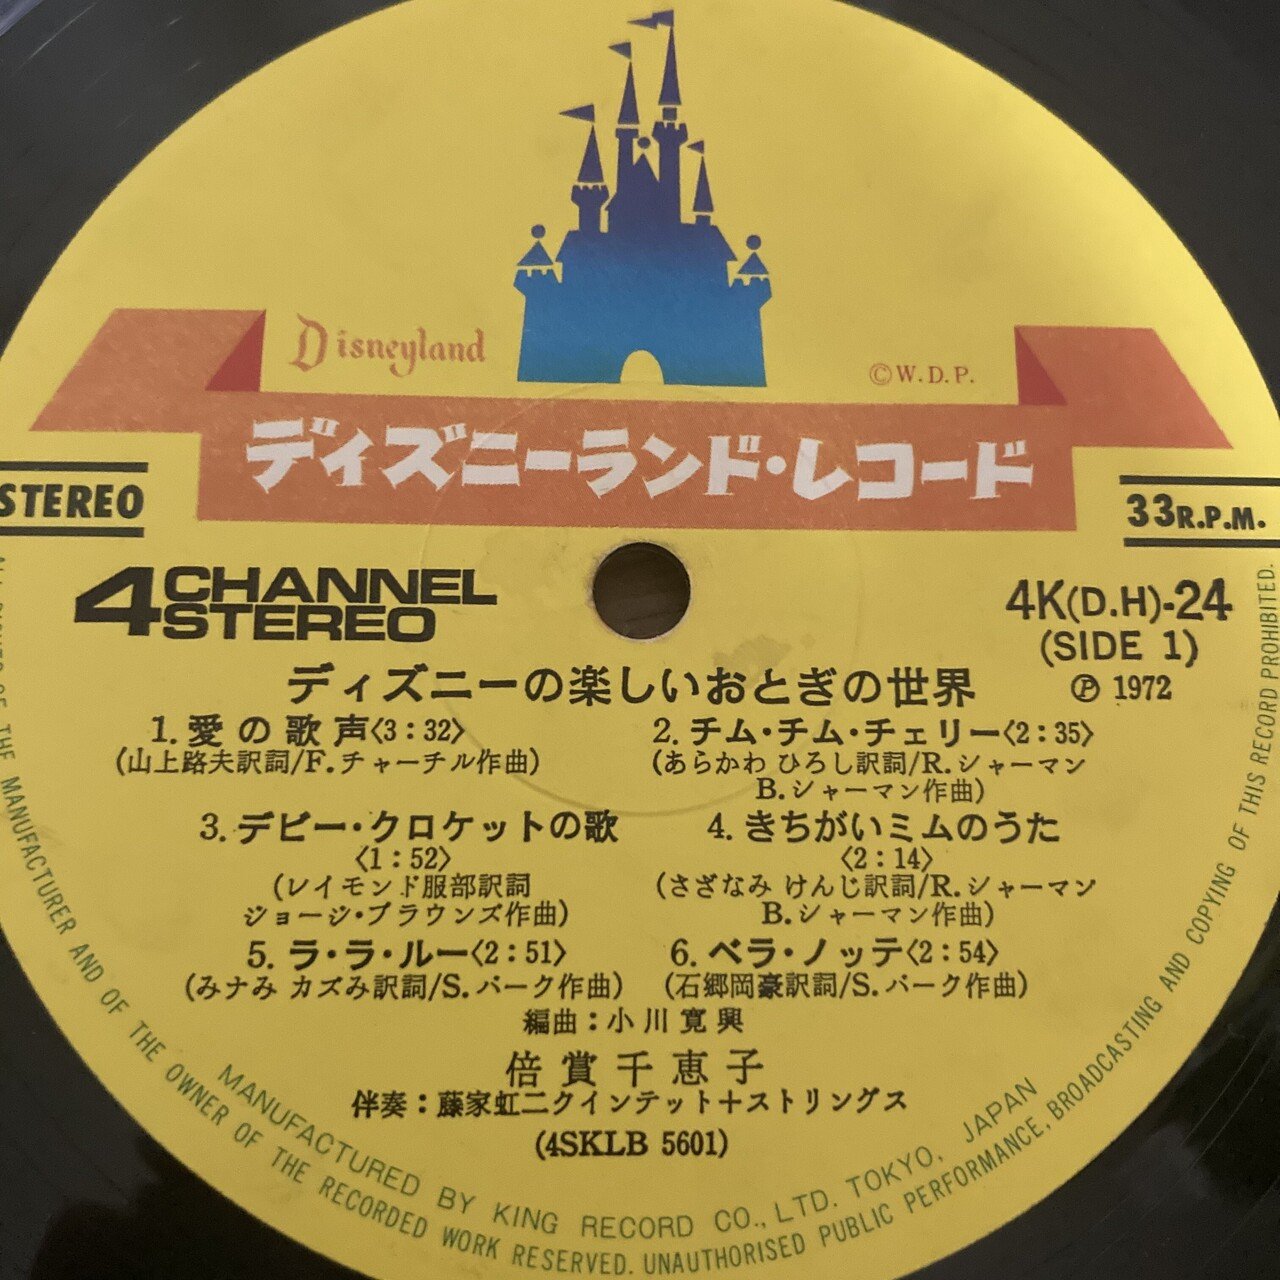 Disneyland
©W.D.P.
ディズニーランド・レコード
STEREO
33R.P.M.
4 CHANNEL
STEREO
4K(D.H)-24
(SIDE 1)
Ⓟ 1972
ディズニーの楽しいおとぎの世界
1. 愛の歌声〈3:32〉
(山上路夫訳詞/F.チャーチル作曲)
2. チム・チム・チェリー〈2:35〉
(あらかわ ひろし訳詞/R.シャーマン
B.シャーマン作曲)
3. デビー・クロケットの歌
〈1:52〉
(レイモンド服部訳詞
ジョージ・ブラウンズ作曲)
4. きちがいミムのうた
〈2:14〉
(さざなみ けんじ訳詞/R.シャーマン
B.シャーマン作曲)
5. ラ・ラ・ルー〈2:51〉
(みナみ カズみ訳詞/S.バーク作曲)
6. ベラ・ノッテ〈2:54〉
(石郷岡豪訳詞/S.バーク作曲)
編曲:小川寛興
倍賞千恵子
伴奏:藤家虹二クインテット+ストリングス
(4SKLB 5601)
MANUFACTURED BY KING RECORD CO., LTD. TOKYO, JAPAN
OF THE MANUFACTURER AND OF THE OWNER OF THE RECORDED WORK RESERVED. UNAUTHORISED PUBLIC PERFORMANCE, BROADCASTING AND COPYING OF THIS RECORD PROHIBITED.